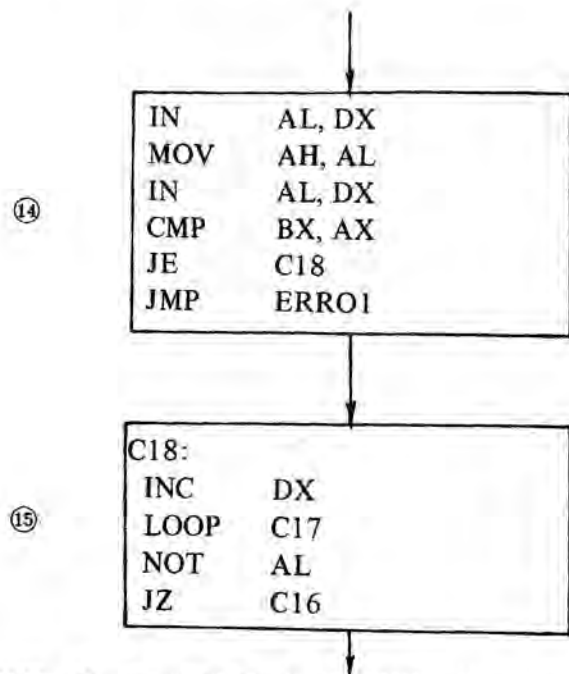 ⑭
IN AL, DX
MOV AH, AL
IN AL, DX
CMP BX, AX
JE C18
JMP ERRO1
⑮
C18:
INC DX
LOOP C17
NOT AL
JZ C16